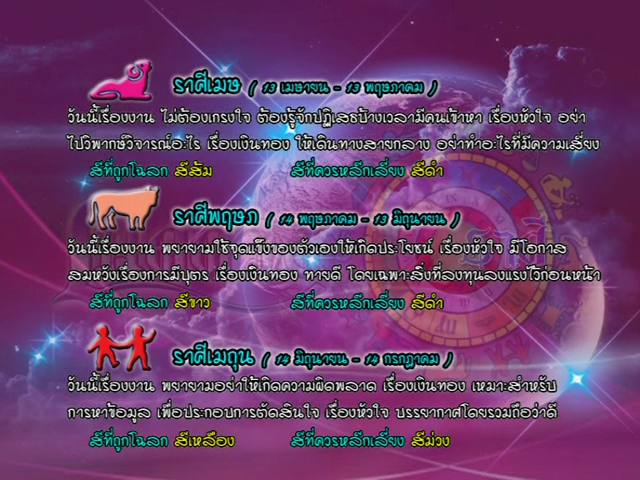 ราศีเมษ ( 13 เมษายน - 13 พฤษภาคม )
วันนี้เรื่องงาน ไม่ต้องเกรงใจ ต้องรู้จักปฏิเสธบ้างเวลามีคนเข้าหา เรื่องหัวใจ อย่า
ไปวิพากษ์วิจารณ์อะไร เรื่องเงินทอง ให้เดินทางสายกลาง อย่าทำอะไรที่มีความเสี่ยง
สีที่ถูกโฉลก สีส้ม สีที่ควรหลีกเลี่ยง สีดำ
ราศีพฤษภ ( 14 พฤษภาคม - 13 มิถุนายน )
วันนี้เรื่องงาน พยายามใช้จุดแข็งของตัวเองให้เกิดประโยชน์ เรื่องหัวใจ มีโอกาส
สมหวังเรื่องการมีบุตร เรื่องเงินทอง ทายดี โดยเฉพาะสิ่งที่ลงทุนลงแรงไว้ก่อนหน้า
สีที่ถูกโฉลก สีขาว สีที่ควรหลีกเลี่ยง สีดำ
ราศีเมถุน ( 14 มิถุนายน - 14 กรกฎาคม )
วันนี้เรื่องงาน พยายามอย่าให้เกิดความผิดพลาด เรื่องเงินทอง เหมาะสำหรับ
การหาข้อมูล เพื่อประกอบการตัดสินใจ เรื่องหัวใจ บรรยากาศโดยรวมถือว่าดี
สีที่ถูกโฉลก สีเหลือง สีที่ควรหลีกเลี่ยง สีม่วง